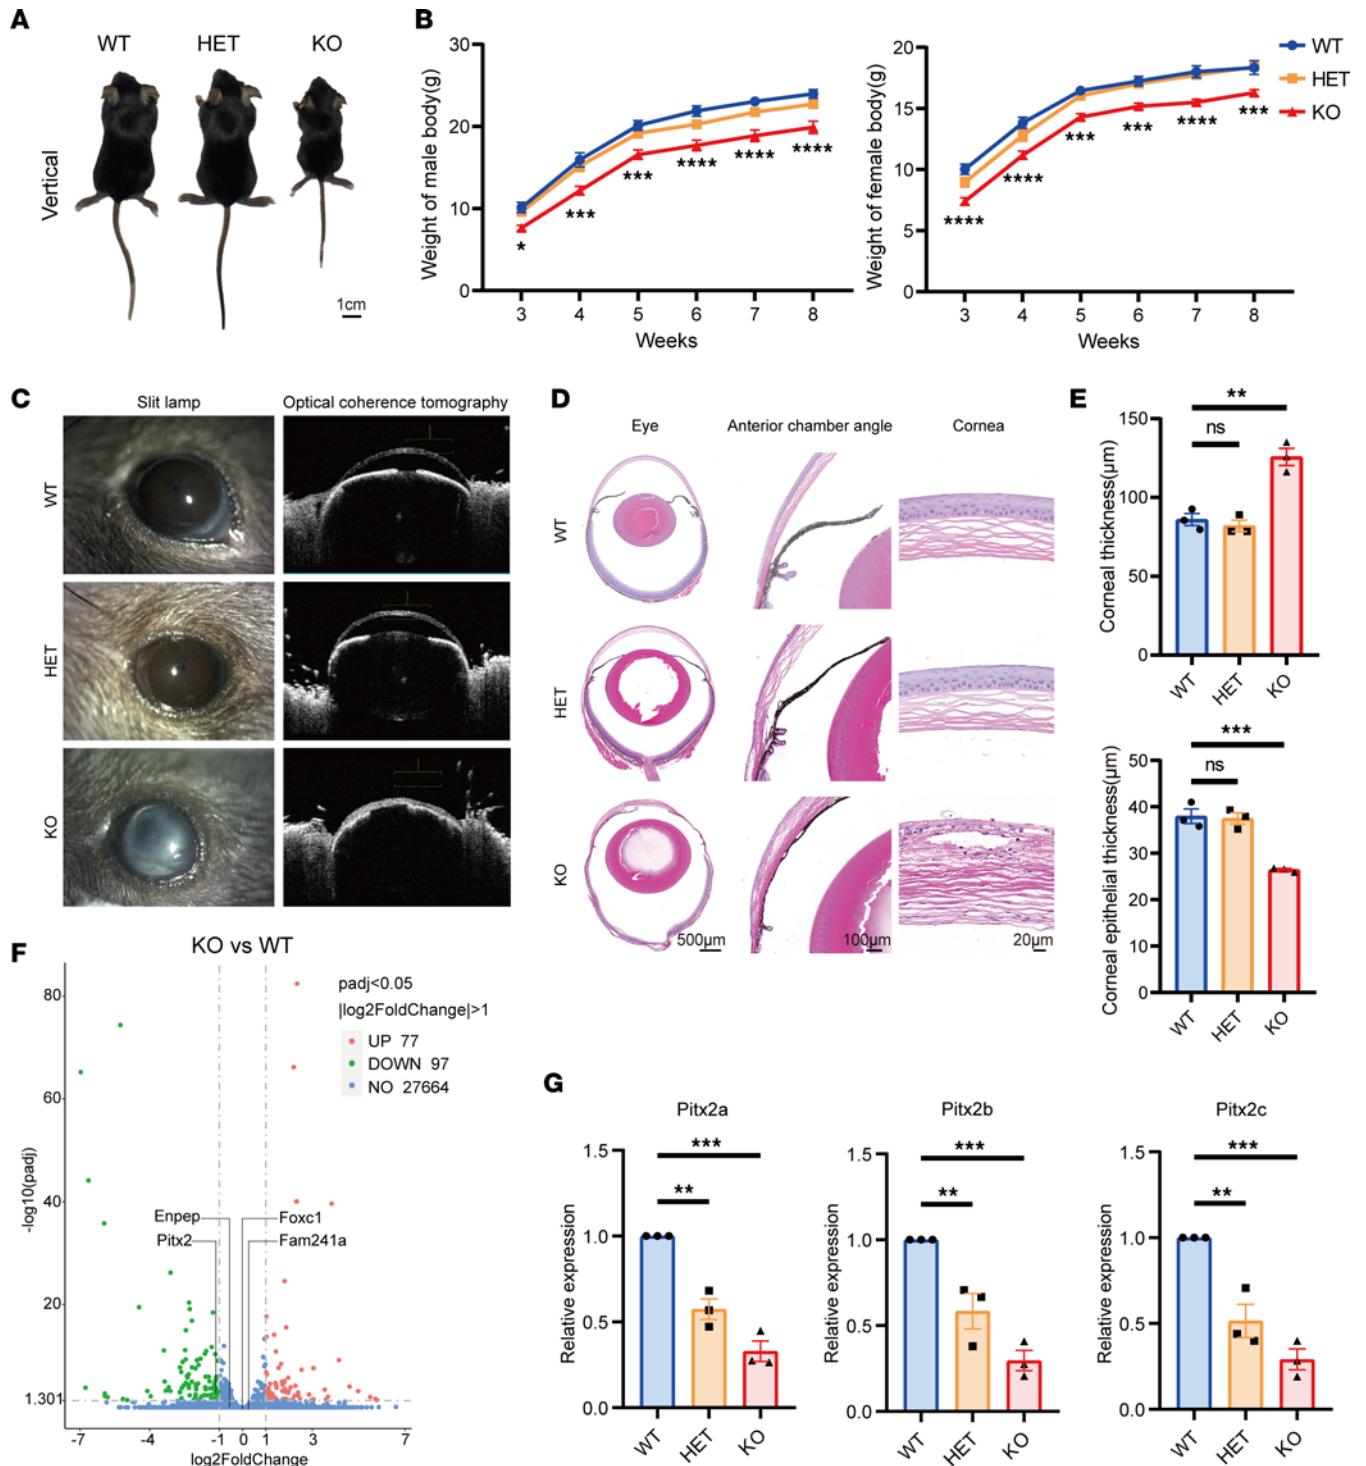 A
WT HET KO
Vertical
1cm
B
Weight of male body(g)
30
20
10
0
* *** *** **** **** ****
3 4 5 6 7 8
Weeks
Weight of female body(g)
20
15
10
5
0
**** **** *** *** **** ***
3 4 5 6 7 8
Weeks
WT
HET
KO
C
Slit lamp Optical coherence tomography
WT
HET
KO
D
Eye Anterior chamber angle Cornea
WT
HET
KO
500µm 100µm 20µm
E
Corneal thickness(µm)
150
100
50
0
**
ns
WT HET KO
Corneal epithelial thickness(µm)
50
40
30
20
10
0
***
ns
WT HET KO
F
KO vs WT
padj<0.05
|log2FoldChange|>1
UP 77
DOWN 97
NO 27664
-log10(padj)
80
60
40
20
1.301
Enpep Foxc1
Pitx2 Fam241a
-7 -4 -1 0 1 3 7
log2FoldChange
G
Pitx2a
Relative expression
1.5
1.0
0.5
0.0
***
**
WT HET KO
Pitx2b
Relative expression
1.5
1.0
0.5
0.0
***
**
WT HET KO
Pitx2c
Relative expression
1.5
1.0
0.5
0.0
***
**
WT HET KO